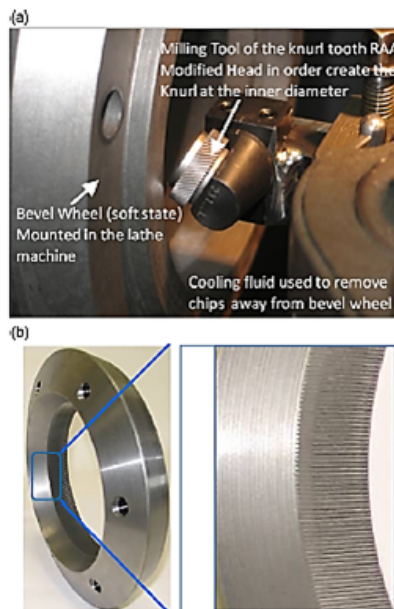 (a)
Milling Tool of the knurl tooth RAA
Modified Head in order create the
Knurl at the inner diameter
Bevel Wheel (soft state)
Mounted in the lathe
machine
Cooling fluid used to remove
chips away from bevel wheel
(b)